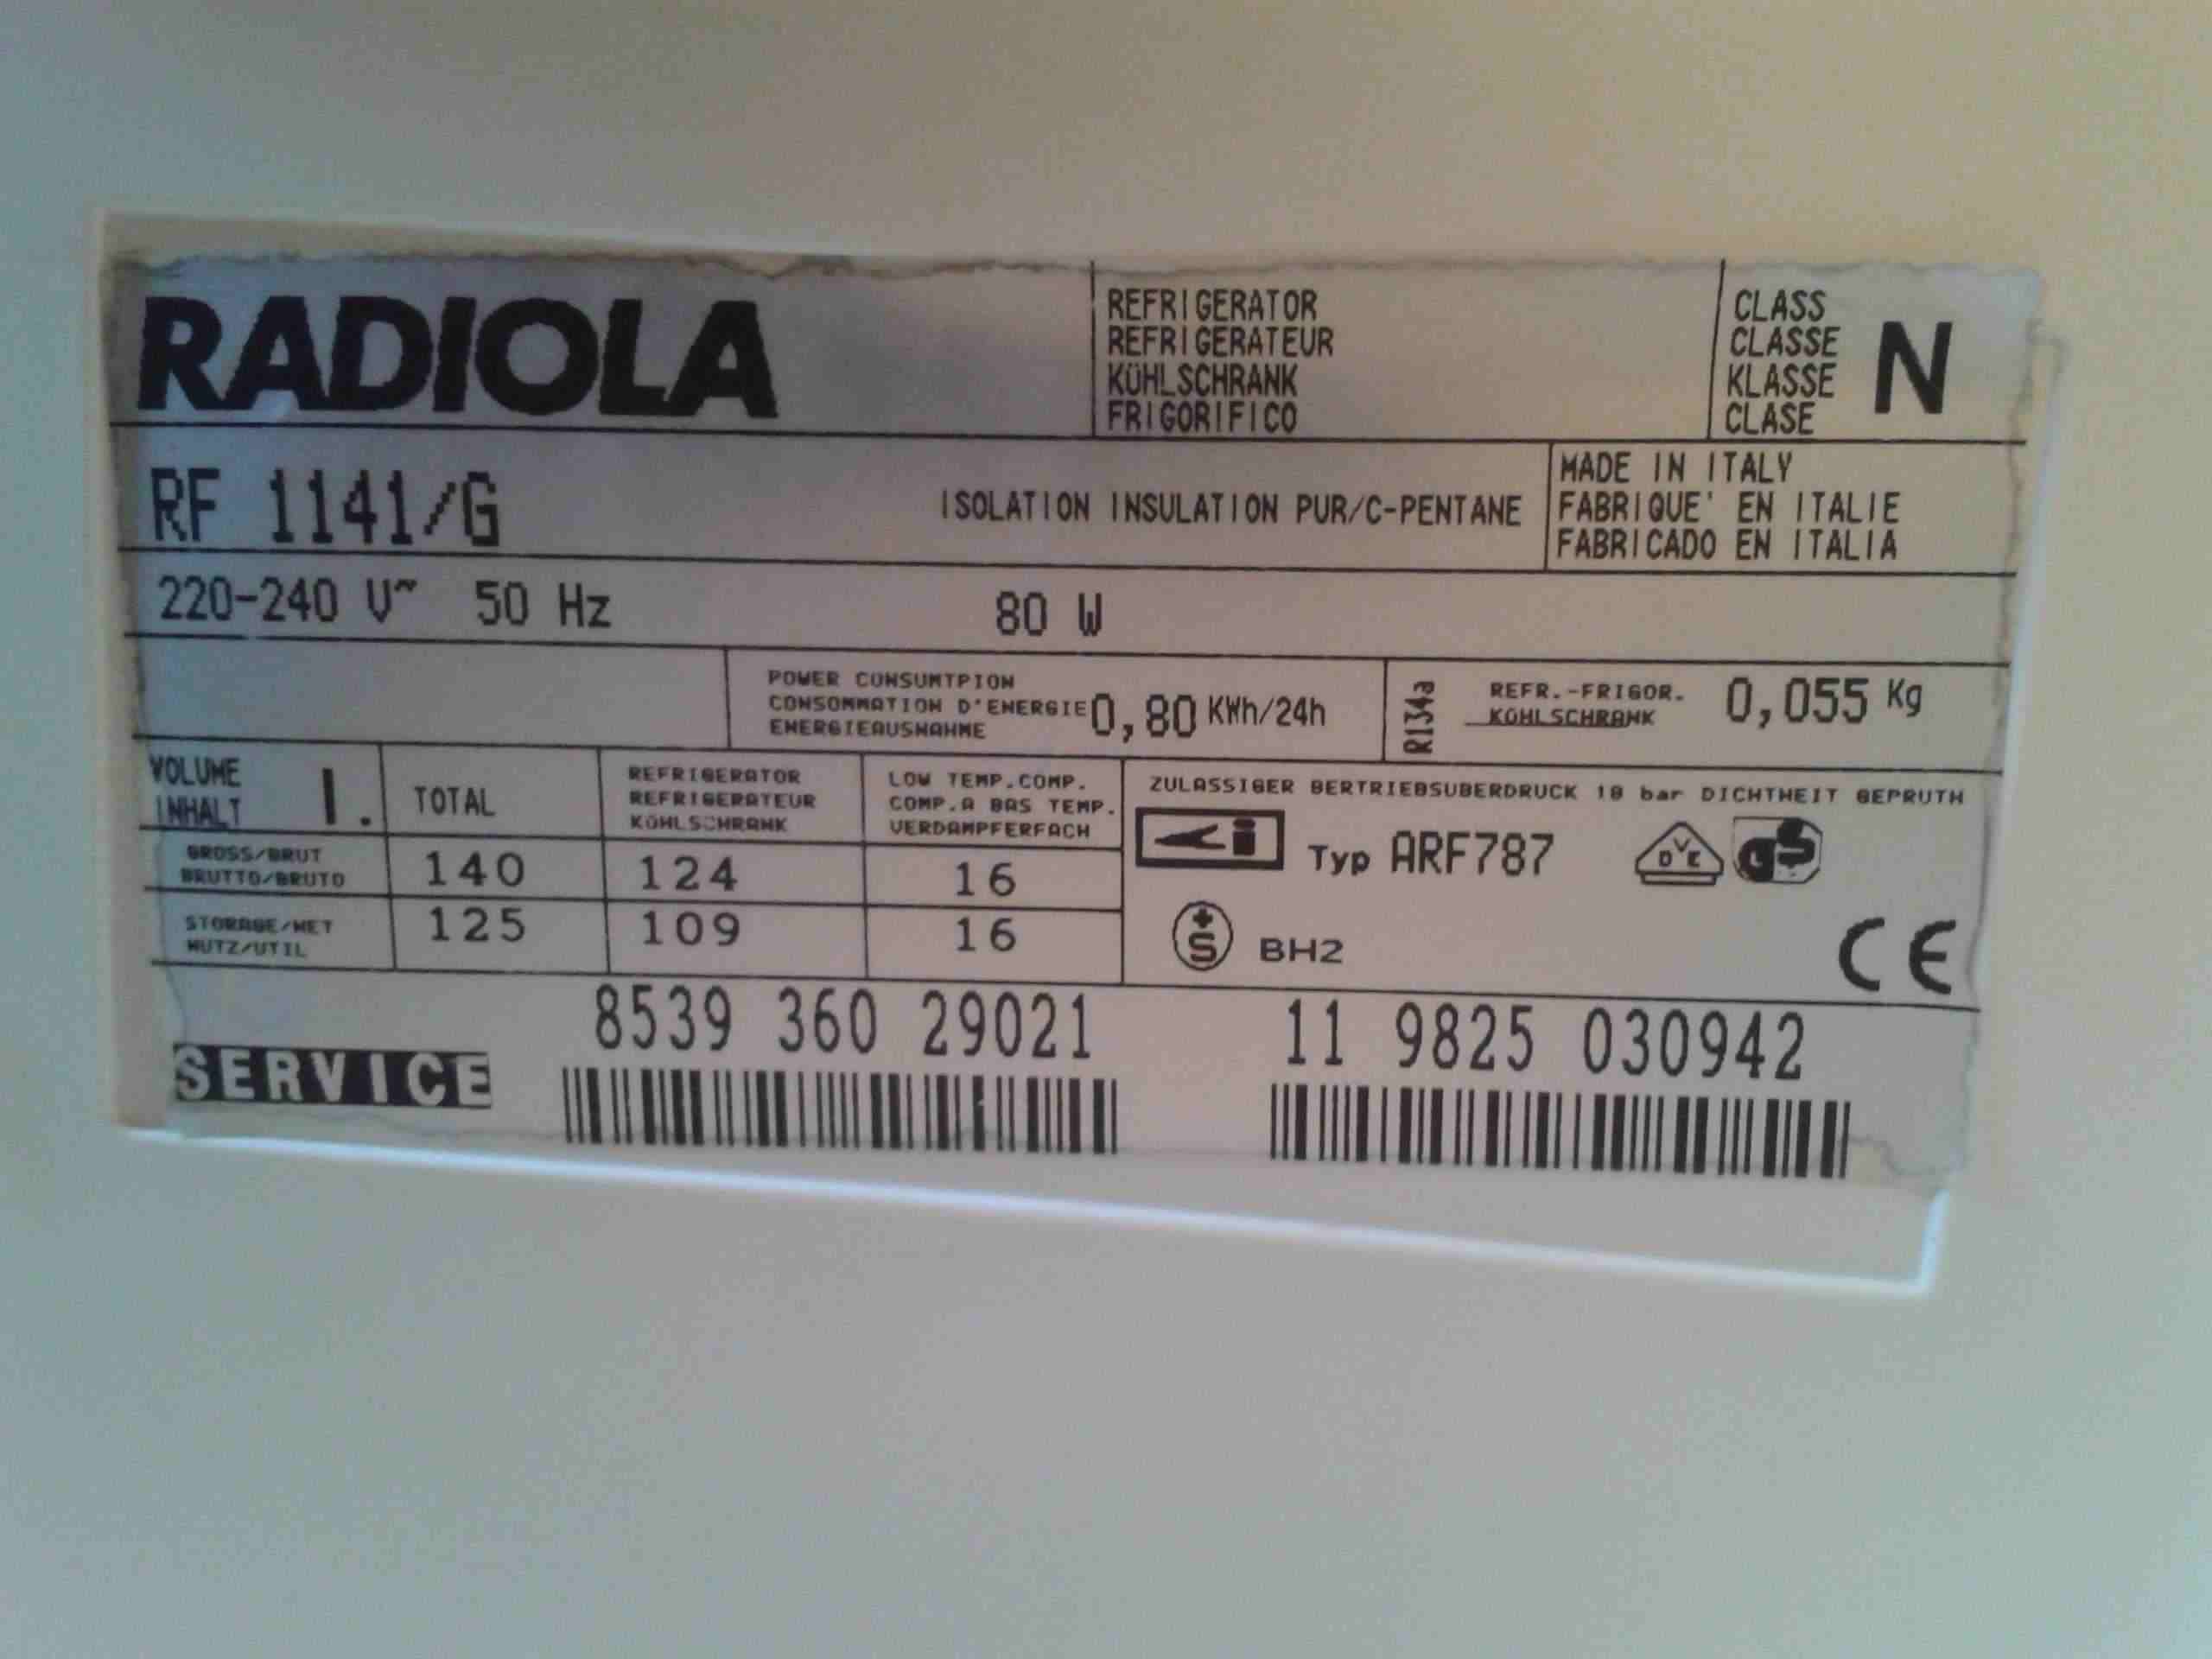 RADIOLA
REFRIGERATOR
REFRIGERATEUR
KÜHLSCHRANK
FRIGORIFICO
CLASS
CLASSE
KLASSE
CLASE
N
RF 1141/G
ISOLATION INSULATION PUR/C-PENTANE
MADE IN ITALY
FABRIQUE' EN ITALIE
FABRICADO EN ITALIA
220-240 V~ 50 Hz 80 W
POWER CONSUMTPION
CONSOMMATION D'ENERGIE
ENERGIEAUSNAHME
0,80 KWh/24h
R134a
REFR.-FRIGOR.
KÜHLSCHRANK
0,055 Kg
VOLUME
INHALT
l.
TOTAL
REFRIGERATOR
REFRIGERATEUR
KÜHLSCHRANK
LOW TEMP.COMP.
COMP.A BAS TEMP.
VERDAMPFERFACH
GROSS/BRUT
BRUTTO/BRUTO
140 124 16
STORAGE/NET
NUTZ/UTIL
125 109 16
ZULASSIGER BERTRIEBSUBERDRUCK 10 bar DICHTHEIT GEPRUTH
Typ ARF787
DVE
GS
+S
BH2
CE
SERVICE
8539 360 29021
11 9825 030942